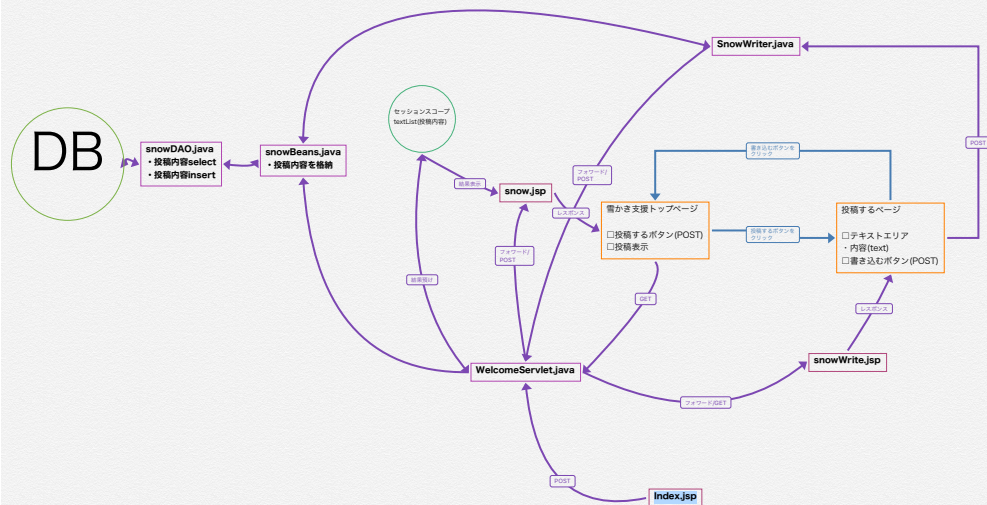 SnowWriter.java
セッションスコープ
textList(投稿内容)
DB
snowDAO.java
・投稿内容select
・投稿内容insert
snowBeans.java
・投稿内容を格納
POST
書き込むボタンを
クリック
フォワード/
POST
結果表示
snow.jsp
レスポンス
雪かき支援トップページ
□投稿するボタン(POST)
□投稿表示
投稿するボタンを
クリック
投稿するページ
□テキストエリア
・内容(text)
□書き込むボタン(POST)
フォワード/
POST
結果預け
GET
レスポンス
WelcomeServlet.java
snowWrite.jsp
フォワード/GET
POST
Index.jsp